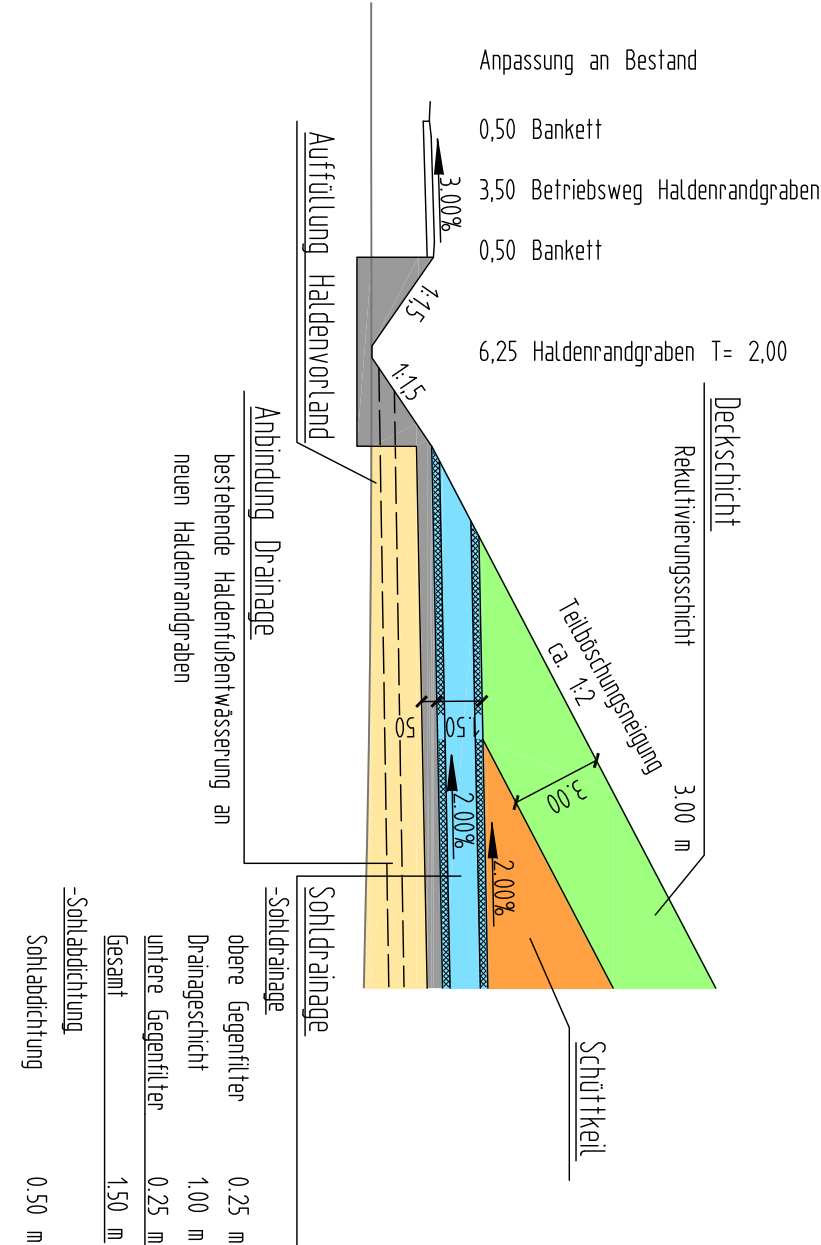 Anpassung an Bestand
0,50 Bankett
3,50 Betriebsweg Haldenrandgraben
0,50 Bankett
6,25 Haldenrandgraben T= 2,00
3.00%
1:1,5
1:1,5
Auffüllung Haldenvorland
Anbindung Drainage
bestehende Haldenfußentwässerung an
neuen Haldenrandgraben
Deckschicht
Rekultivierungsschicht 3.00 m
Teilböschungsneigung
ca. 1:2
3.00
1.50
50
2.00%
2.00%
Schüttkeil
Sohldrainage
-Sohldrainage
obere Gegenfilter 0.25 m
Drainageschicht 1.00 m
untere Gegenfilter 0.25 m
Gesamt 1.50 m
-Sohlabdichtung
Sohlabdichtung 0.50 m